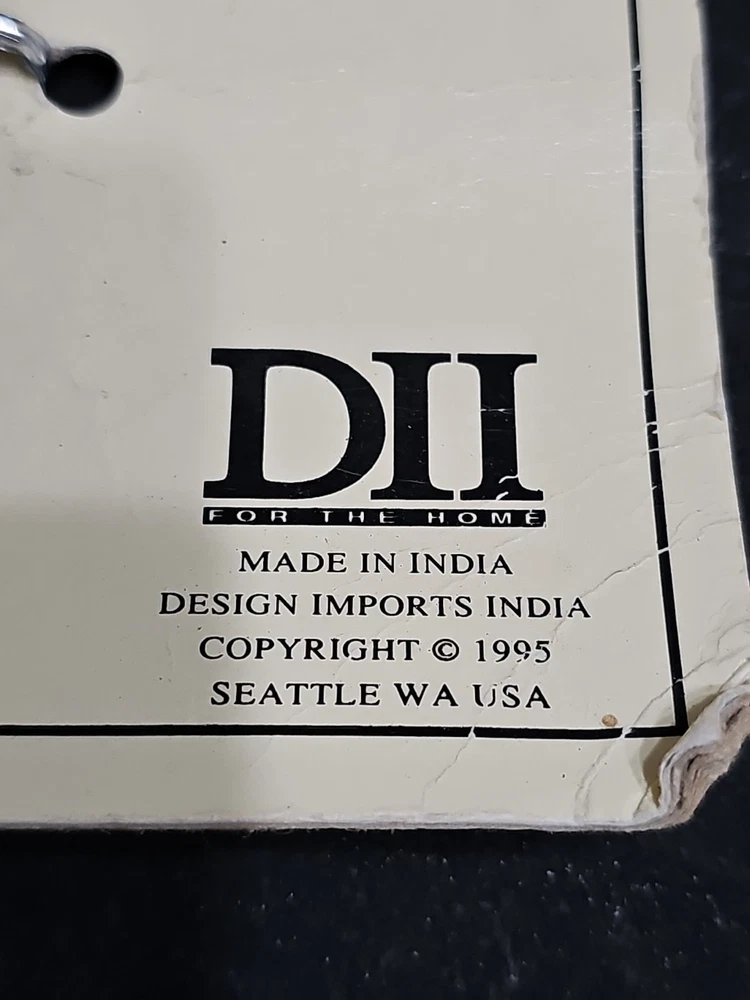 DII
FOR THE HOME
MADE IN INDIA
DESIGN IMPORTS INDIA
COPYRIGHT © 1995
SEATTLE WA USA